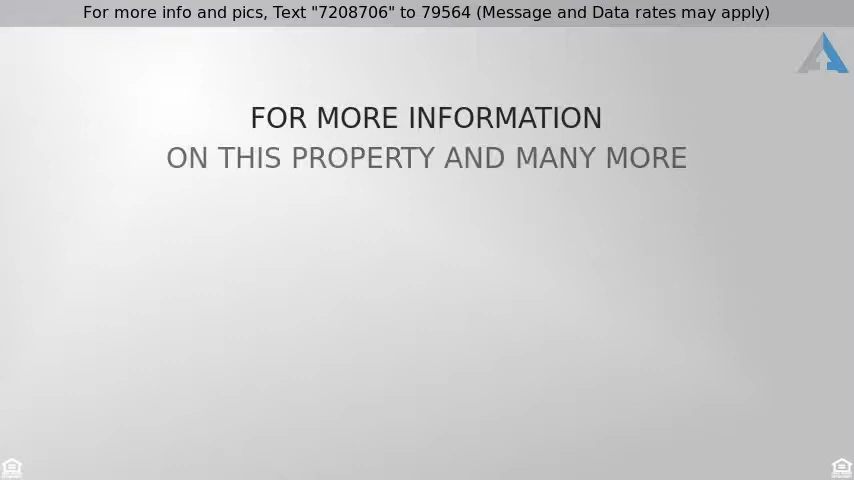 For more info and pics, Text "7208706" to 79564 (Message and Data rates may apply)
FOR MORE INFORMATION
ON THIS PROPERTY AND MANY MORE